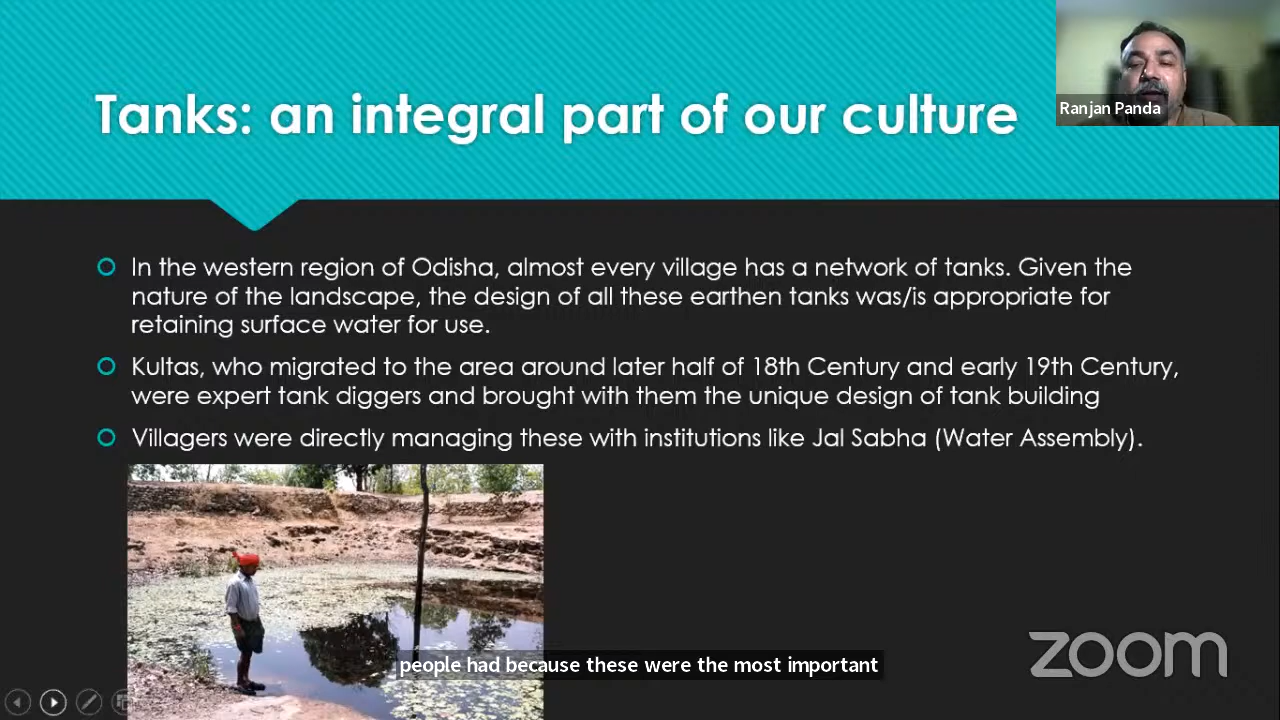 Tanks: an integral part of our culture
Ranjan Panda
In the western region of Odisha, almost every village has a network of tanks. Given the
nature of the landscape, the design of all these earthen tanks was/is appropriate for
retaining surface water for use.
Kultas, who migrated to the area around later half of 18th Century and early 19th Century,
were expert tank diggers and brought with them the unique design of tank building
Villagers were directly managing these with institutions like Jal Sabha (Water Assembly).
people had because these were the most important
zoom